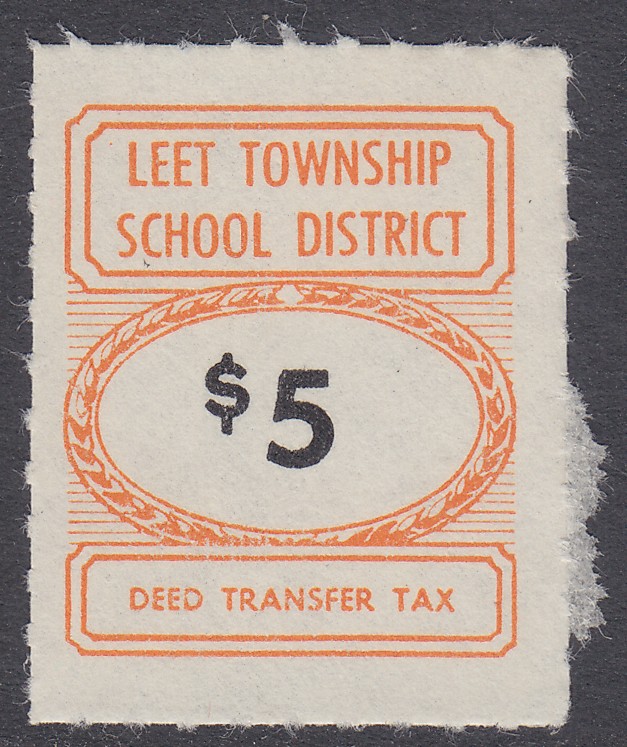 LEET TOWNSHIP
SCHOOL DISTRICT
$5
DEED TRANSFER TAX